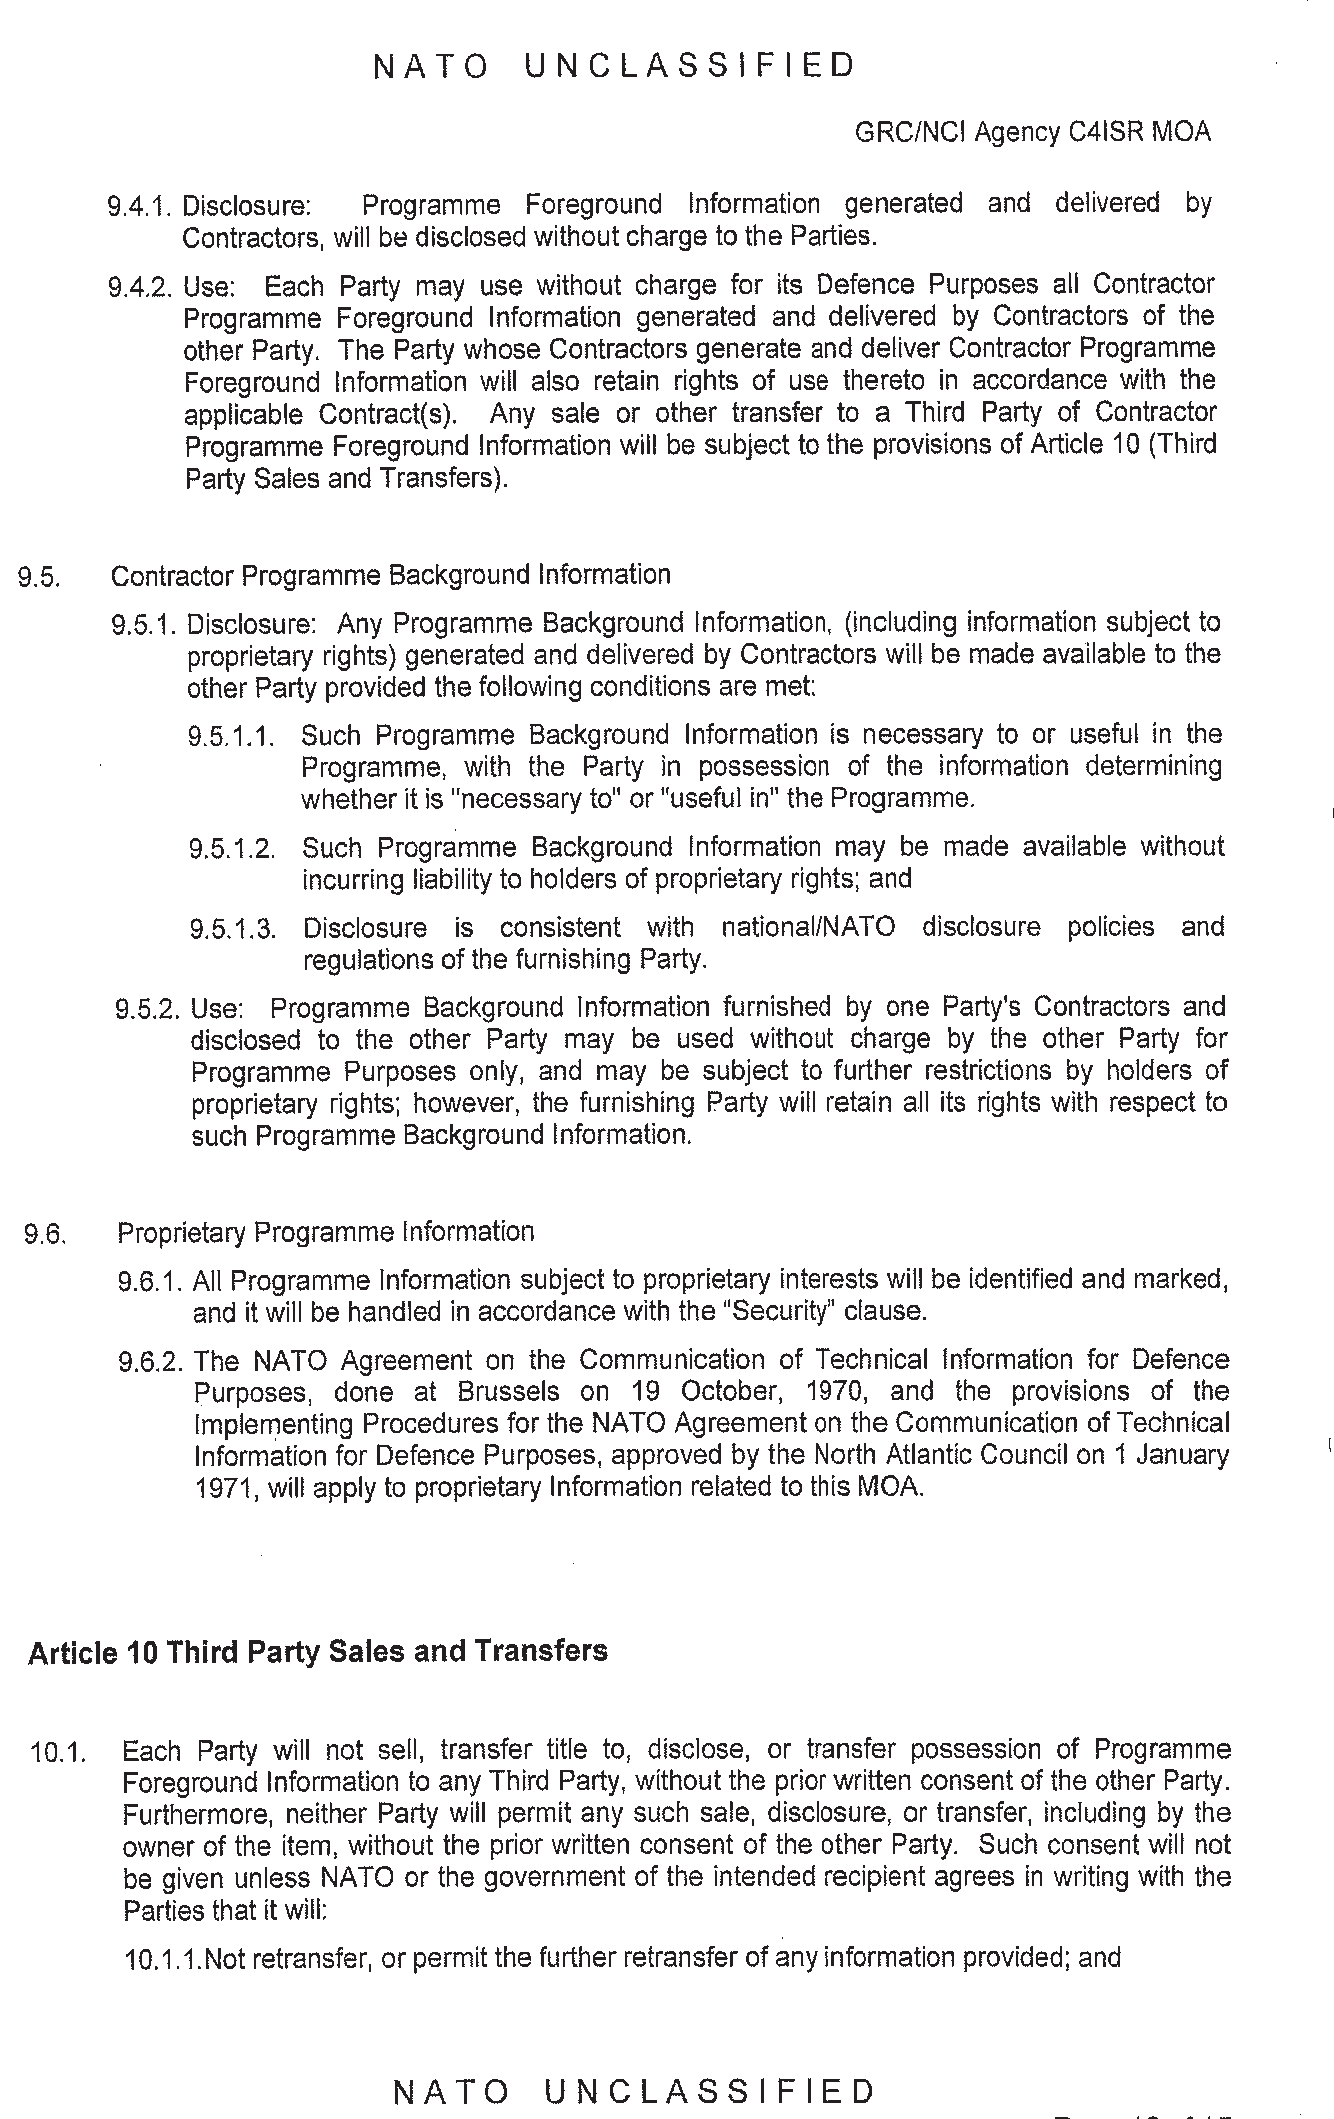 NATO UNCLASSIFIED
GRC/NCI Agency C4ISR MOA
9.4.1. Disclosure: Programme Foreground Information generated and delivered by
Contractors, will be disclosed without charge to the Parties.
9.4.2. Use: Each Party may use without charge for its Defence Purposes all Contractor
Programme Foreground Information generated and delivered by Contractors of the
other Party. The Party whose Contractors generate and deliver Contractor Programme
Foreground Information will also retain rights of use thereto in accordance with the
applicable Contract(s). Any sale or other transfer to a Third Party of Contractor
Programme Foreground Information will be subject to the provisions of Article 10 (Third
Party Sales and Transfers).
9.5. Contractor Programme Background Information
9.5.1. Disclosure: Any Programme Background Information, (including information subject to
proprietary rights) generated and delivered by Contractors will be made available to the
other Party provided the following conditions are met:
9.5.1.1. Such Programme Background Information is necessary to or useful in the
Programme, with the Party in possession of the information determining
whether it is "necessary to" or "useful in" the Programme.
9.5.1.2. Such Programme Background Information may be made available without
incurring liability to holders of proprietary rights; and
9.5.1.3. Disclosure is consistent with national/NATO disclosure policies and
regulations of the furnishing Party.
9.5.2. Use: Programme Background Information furnished by one Party's Contractors and
disclosed to the other Party may be used without charge by the other Party for
Programme Purposes only, and may be subject to further restrictions by holders of
proprietary rights; however, the furnishing Party will retain all its rights with respect to
such Programme Background Information.
9.6. Proprietary Programme Information
9.6.1. All Programme Information subject to proprietary interests will be identified and marked,
and it will be handled in accordance with the "Security" clause.
9.6.2. The NATO Agreement on the Communication of Technical Information for Defence
Purposes, done at Brussels on 19 October, 1970, and the provisions of the
Implementing Procedures for the NATO Agreement on the Communication of Technical
Information for Defence Purposes, approved by the North Atlantic Council on 1 January
1971, will apply to proprietary Information related to this MOA.
Article 10 Third Party Sales and Transfers
10.1. Each Party will not sell, transfer title to, disclose, or transfer possession of Programme
Foreground Information to any Third Party, without the prior written consent of the other Party.
Furthermore, neither Party will permit any such sale, disclosure, or transfer, including by the
owner of the item, without the prior written consent of the other Party. Such consent will not
be given unless NATO or the government of the intended recipient agrees in writing with the
Parties that it will:
10.1.1.Not retransfer, or permit the further retransfer of any information provided; and
NATO UNCLASSIFIED